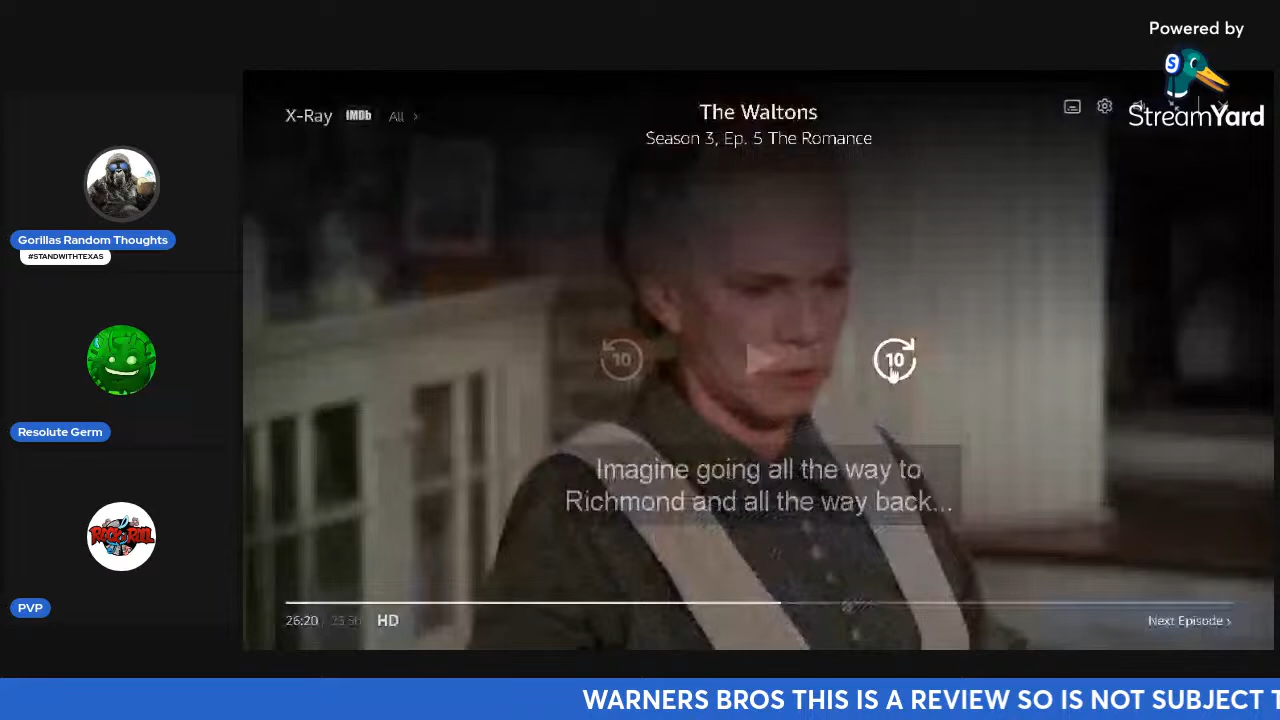 Powered by
StreamYard
X-Ray IMDb All ›
The Waltons
Season 3, Ep. 5 The Romance
Gorillas Random Thoughts
#STANDWITHTEXAS
10
10
Resolute Germ
Imagine going all the way to
Richmond and all the way back...
PVP
26:20 / 23:56 HD
Next Episode ›
WARNERS BROS THIS IS A REVIEW SO IS NOT SUBJECT T